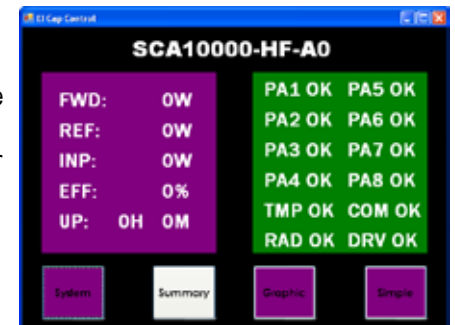 El Cap Control
SCA10000-HF-A0
FWD: 0W
REF: 0W
INP: 0W
EFF: 0%
UP: 0H 0M
PA1 OK PA5 OK
PA2 OK PA6 OK
PA3 OK PA7 OK
PA4 OK PA8 OK
TMP OK COM OK
RAD OK DRV OK
System Summary Graphic Simple